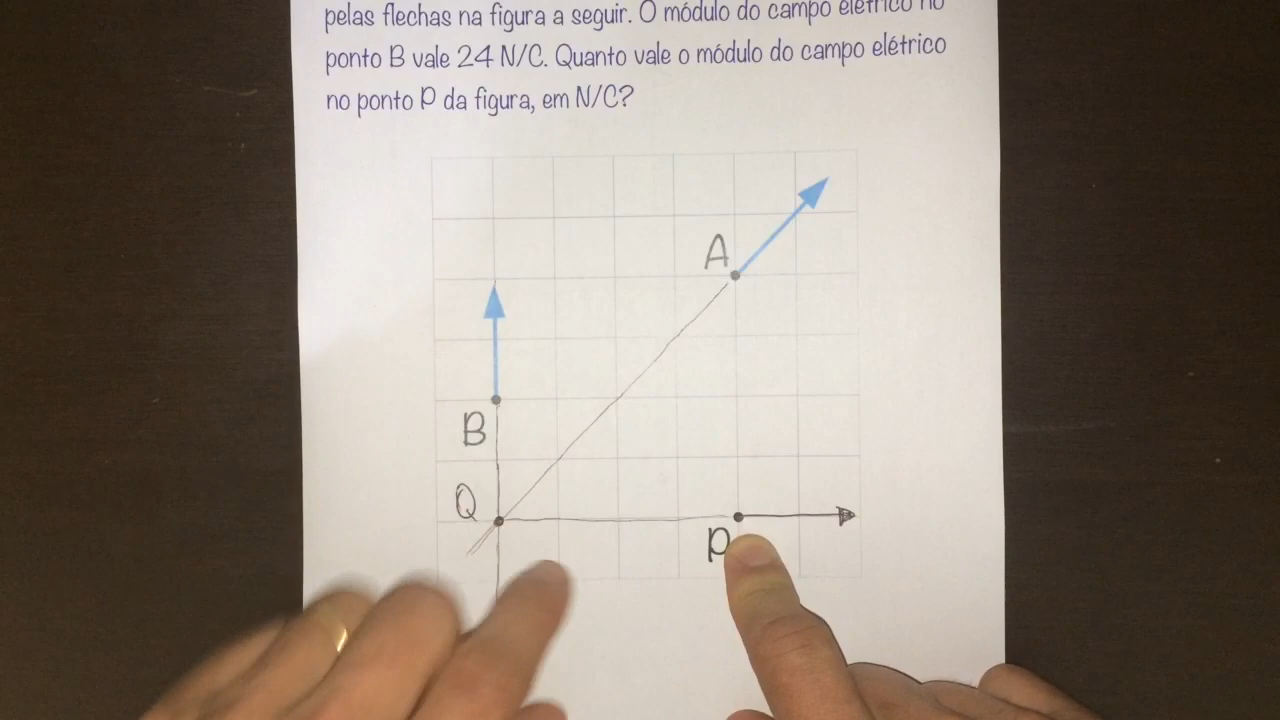 pelas flechas na figura a seguir. O módulo do campo elétrico no
ponto B vale 24 N/C. Quanto vale o módulo do campo elétrico
no ponto P da figura, em N/C?
A
B
Q
P